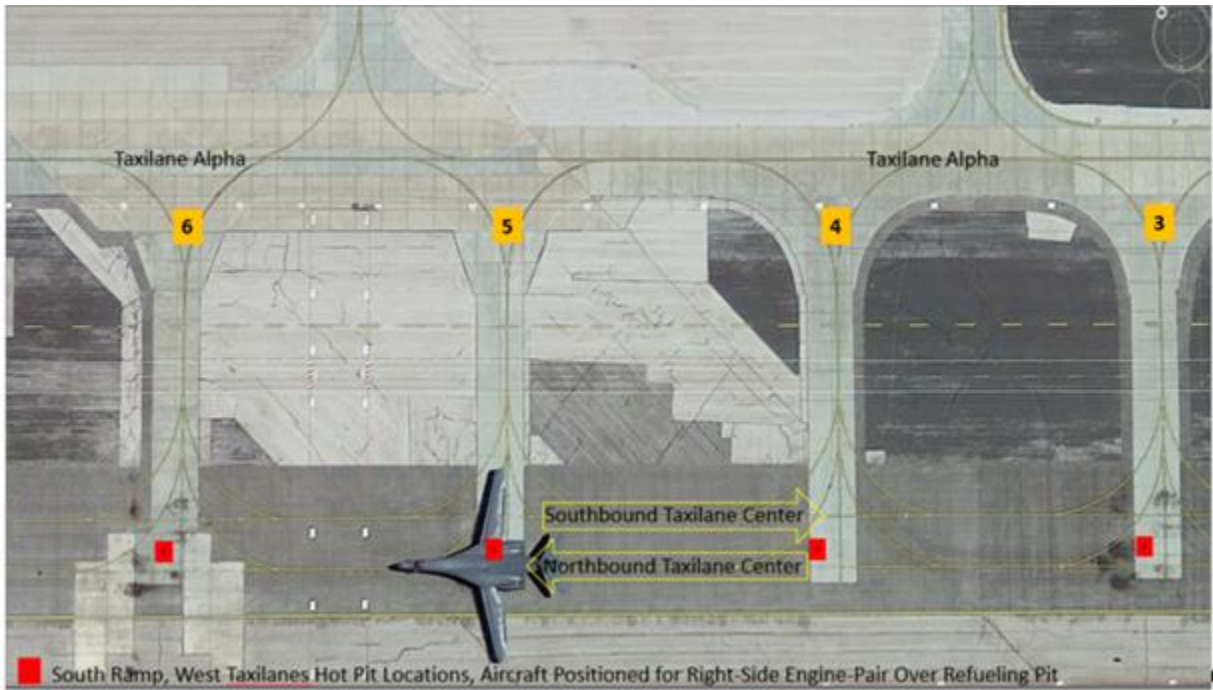 Taxilane Alpha
Taxilane Alpha
6
5
4
3
Southbound Taxilane Center
Northbound Taxilane Center
South Ramp, West Taxilanes Hot Pit Locations, Aircraft Positioned for Right-Side Engine-Pair Over Refueling Pit